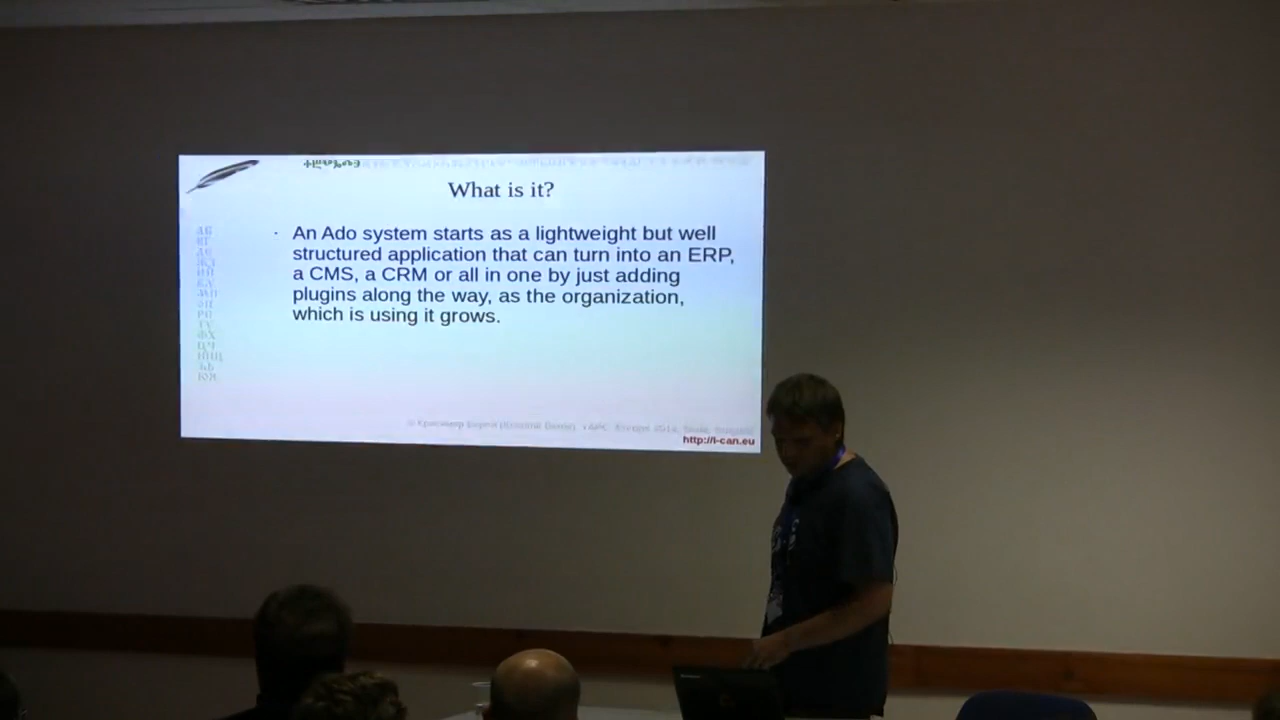 What is it?
· An Ado system starts as a lightweight but well
structured application that can turn into an ERP,
a CMS, a CRM or all in one by just adding
plugins along the way, as the organization,
which is using it grows.
http://i-can.eu